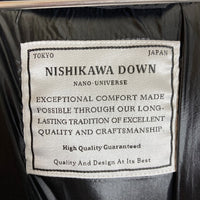 TOKYO JAPAN
NISHIKAWA DOWN
NANO·UNIVERSE
EXCEPTIONAL COMFORT MADE
POSSIBLE THROUGH OUR LONG-
LASTING TRADITION OF EXCELLENT
QUALITY AND CRAFTSMANSHIP.
High Quality Guaranteed
Quality And Design At Its Best